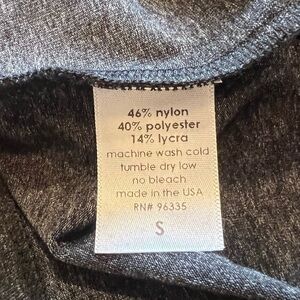 46% nylon
40% polyester
14% lycra
machine wash cold
tumble dry low
no bleach
made in the USA
RN# 96335
S